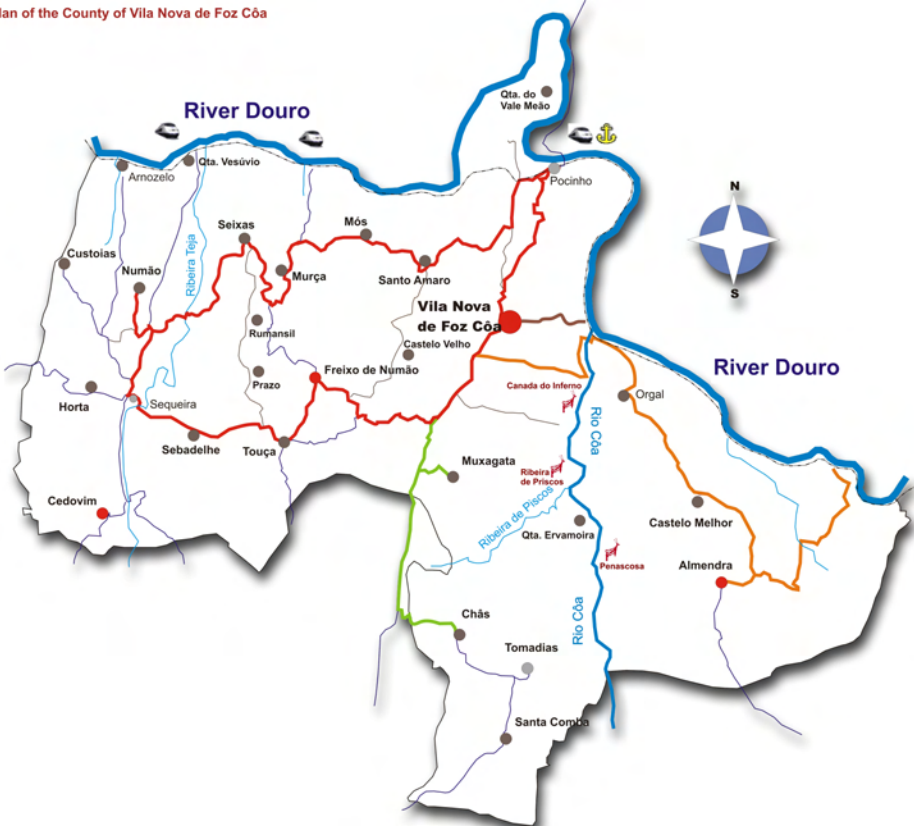 lan of the County of Vila Nova de Foz Côa
Qta. do
Vale Meão
River Douro
Qta. Vesúvio
Arnozelo
Pocinho
N
S
Seixas
Mós
Custoias
Numão
Ribeira Teja
Murça
Santo Amaro
Vila Nova
de Foz Côa
Rumansil
Castelo Velho
River Douro
Prazo
Freixo de Numão
Canada do Inferno
Orgal
Horta
Sequeira
Rio Côa
Sebadelhe
Touça
Muxagata
Ribeira
de Priscos
Cedovim
Ribeira de Piscos
Castelo Melhor
Qta. Ervamoira
Penascosa
Almendra
Chãs
Rio Côa
Tomadias
Santa Comba